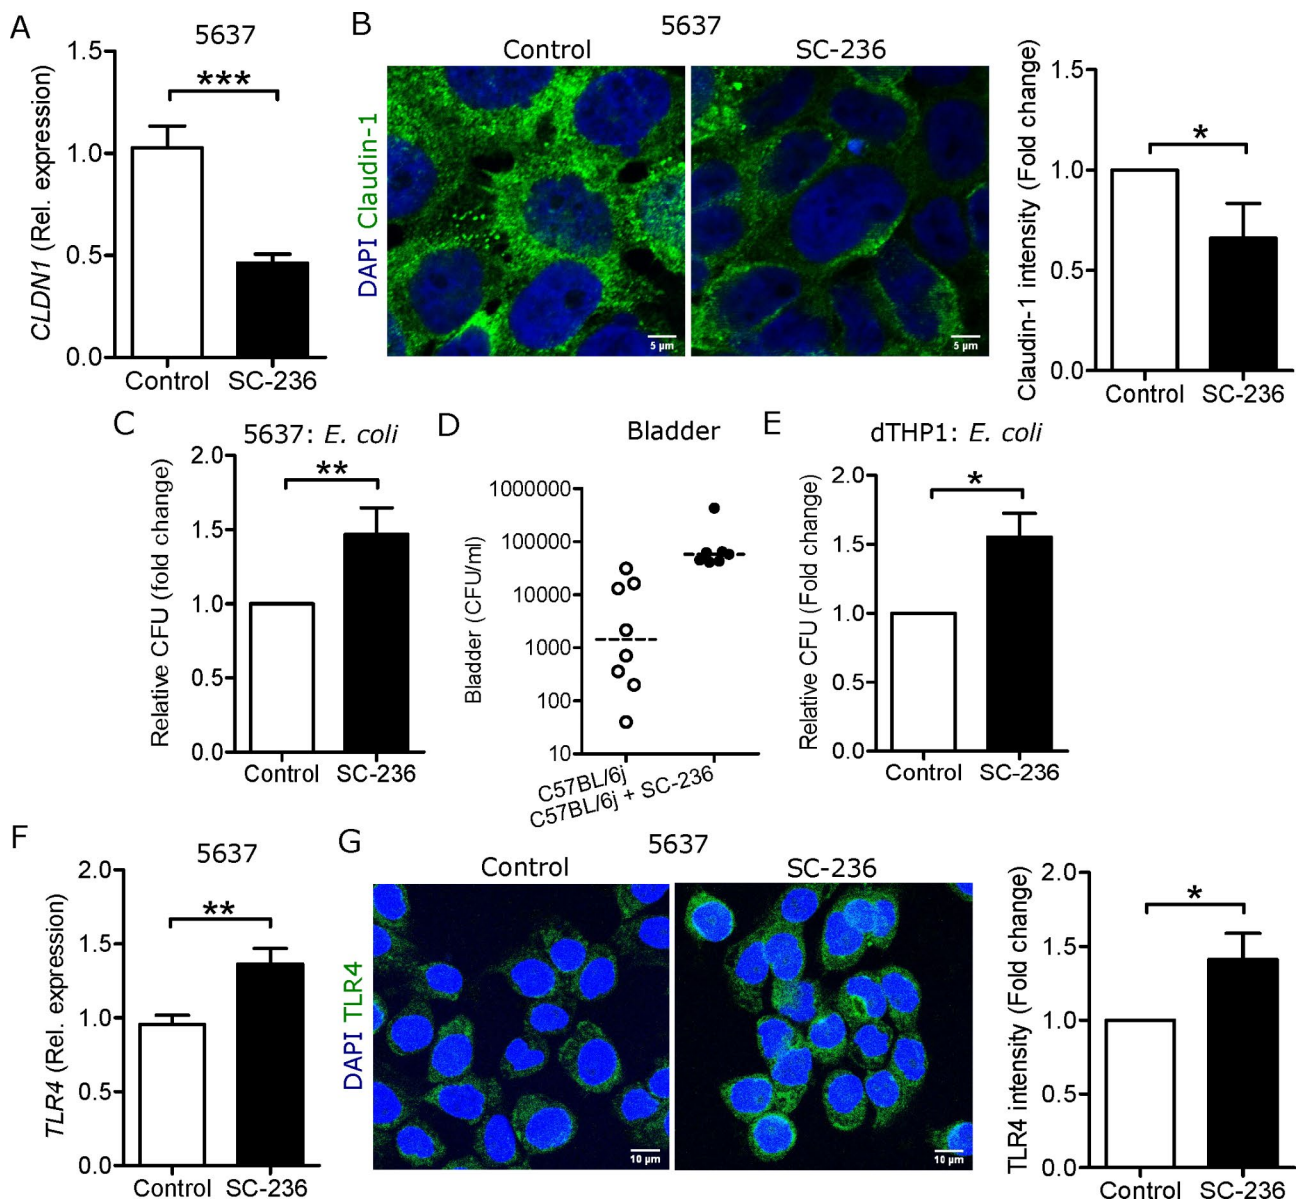 A
5637
CLDN1 (Rel. expression)
1.5
1.0
0.5
0.0
***
Control
SC-236
B
5637
Control
SC-236
DAPI Claudin-1
5 µm
5 µm
Claudin-1 intensity (Fold change)
1.5
1.0
0.5
0.0
*
Control
SC-236
C
5637: E. coli
Relative CFU (fold change)
2.0
1.5
1.0
0.5
0.0
**
Control
SC-236
D
Bladder
Bladder (CFU/ml)
1000000
100000
10000
1000
100
10
C57BL/6j
C57BL/6j + SC-236
E
dTHP1: E. coli
Relative CFU (Fold change)
2.0
1.5
1.0
0.5
0.0
*
Control
SC-236
F
5637
TLR4 (Rel. expression)
2.0
1.5
1.0
0.5
0.0
**
Control
SC-236
G
5637
Control
SC-236
DAPI TLR4
10 µm
10 µm
TLR4 intensity (Fold change)
2.0
1.5
1.0
0.5
0.0
*
Control
SC-236